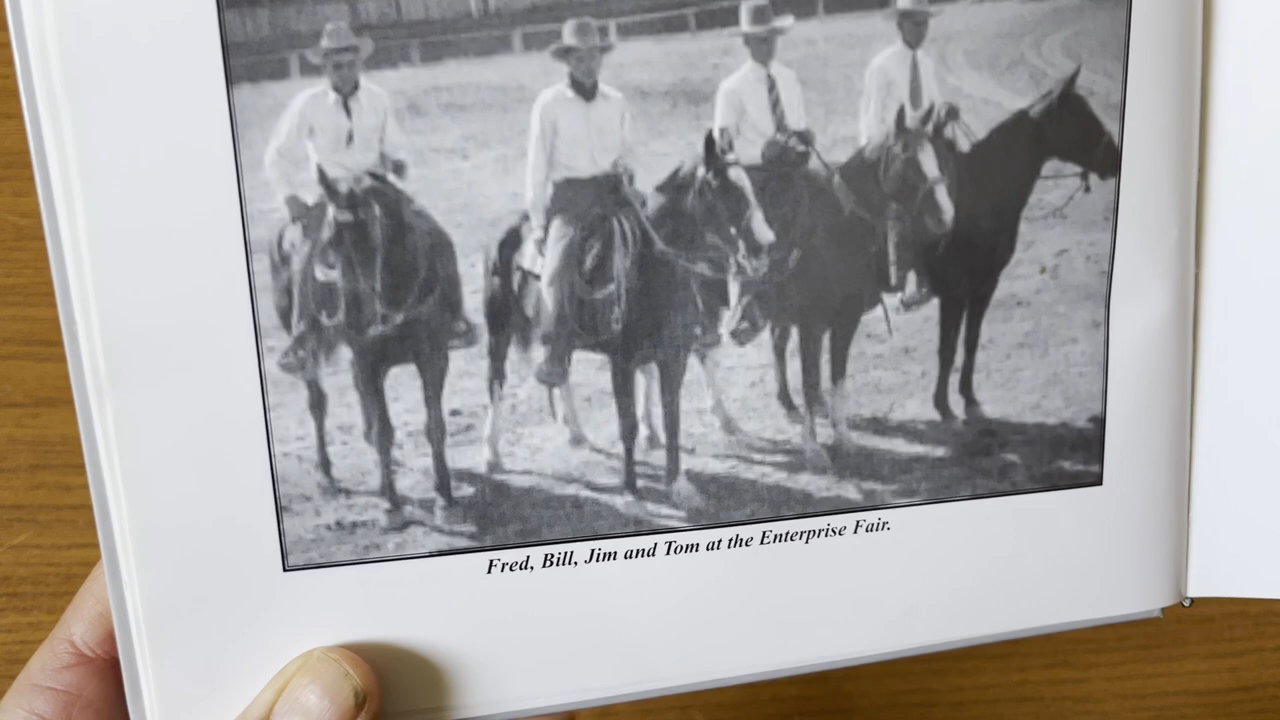 Fred, Bill, Jim and Tom at the Enterprise Fair.